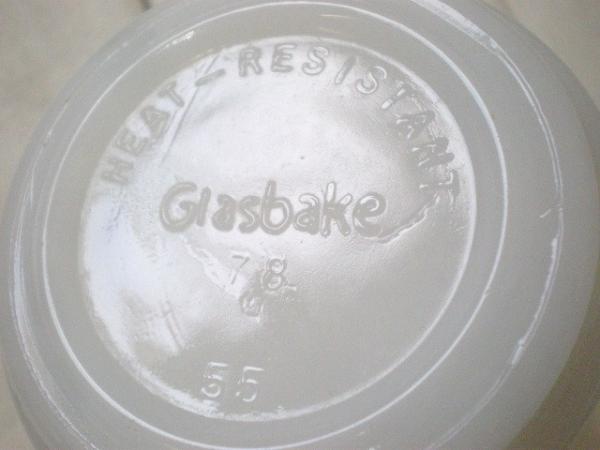 HEAT-RESISTANT
Glasbake
78
55